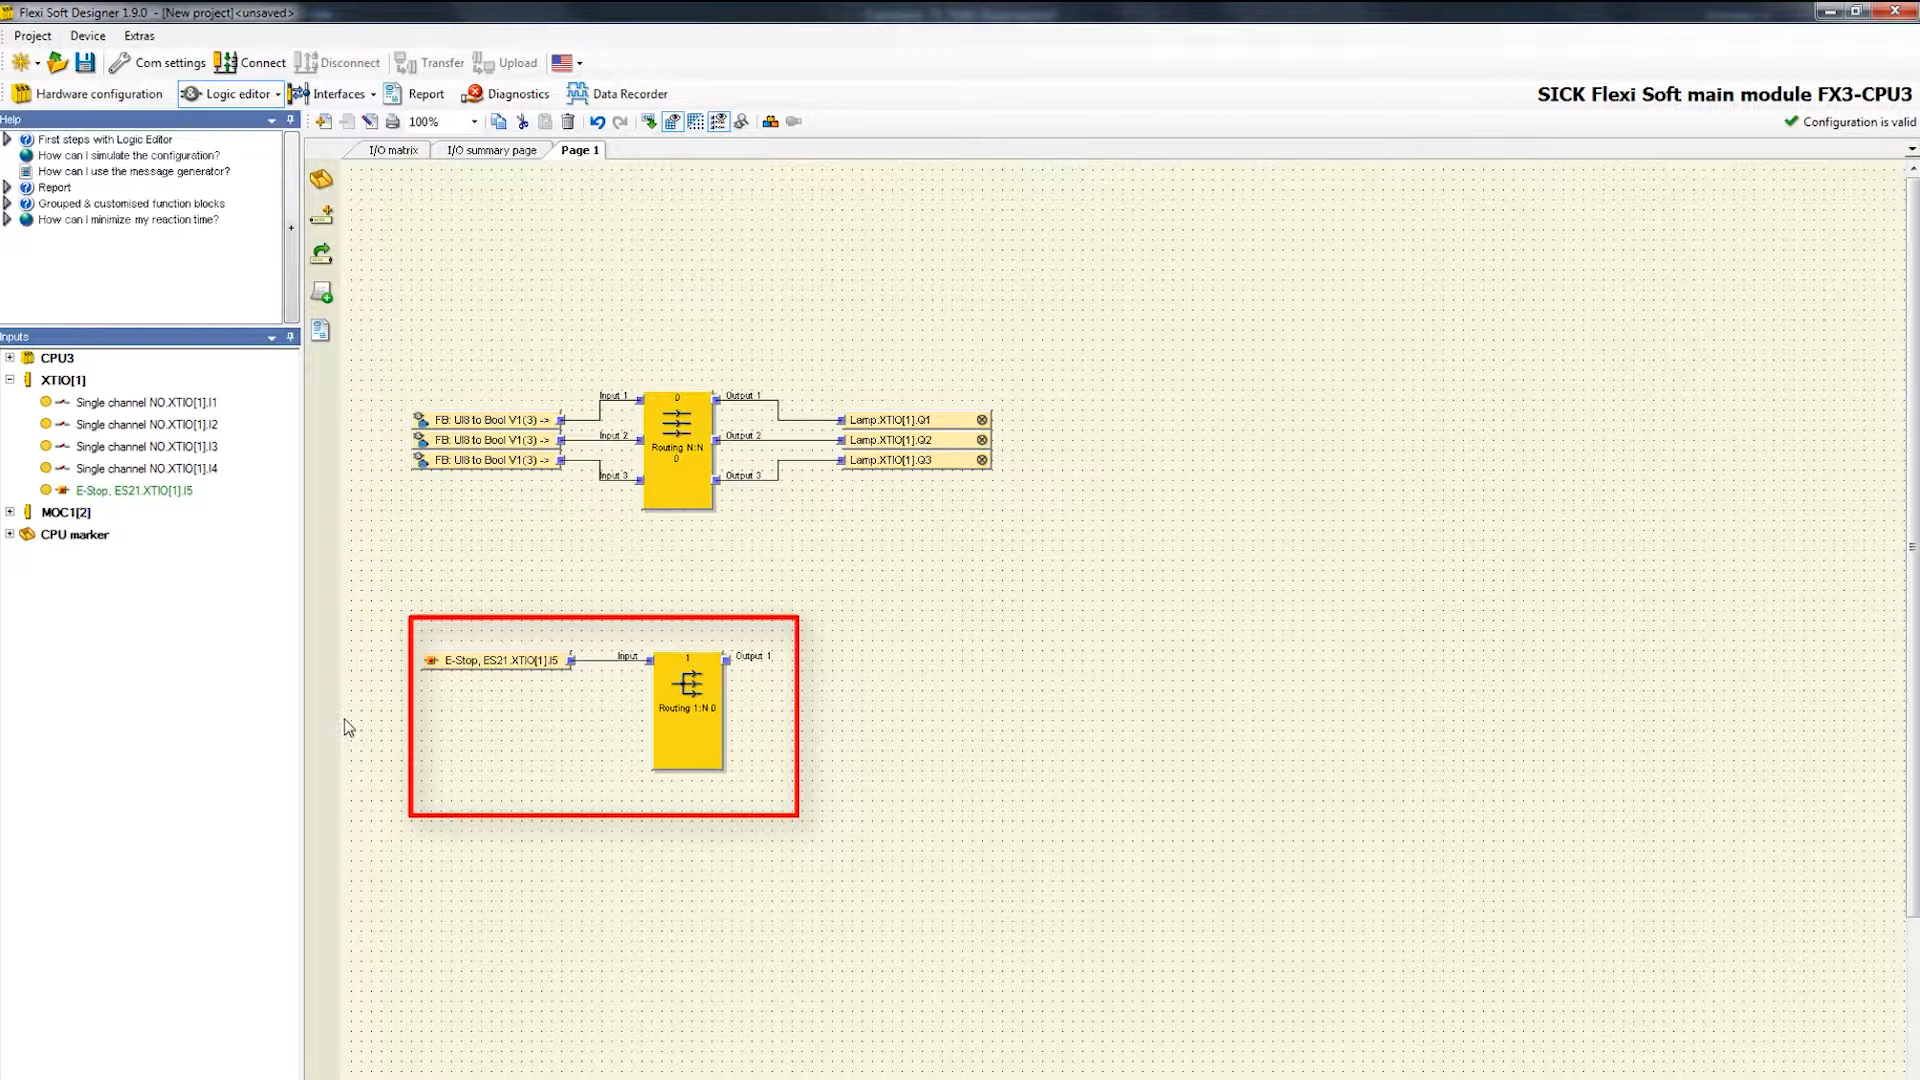 Flexi Soft Designer 1.9.0 - [New project]<unsaved>
Project Device Extras
Com settings Connect Disconnect Transfer Upload
Hardware configuration Logic editor Interfaces Report Diagnostics Data Recorder
SICK Flexi Soft main module FX3-CPU3
Help
100%
Configuration is valid
First steps with Logic Editor
How can I simulate the configuration?
How can I use the message generator?
Report
Grouped & customised function blocks
How can I minimize my reaction time?
I/O matrix I/O summary page Page 1
Inputs
CPU3
XTIO[1]
Single channel NO.XTIO[1].I1
Single channel NO.XTIO[1].I2
Single channel NO.XTIO[1].I3
Single channel NO.XTIO[1].I4
E-Stop, ES21.XTIO[1].I5
MOC1[2]
CPU marker
Input 1 0 Output 1
FB: UI8 to Bool V1(3) -> Lamp.XTIO[1].Q1
Input 2 Output 2
FB: UI8 to Bool V1(3) -> Lamp.XTIO[1].Q2
Routing N:N
0
FB: UI8 to Bool V1(3) -> Lamp.XTIO[1].Q3
Input 3 Output 3
E-Stop, ES21.XTIO[1].I5 Input 1 Output 1
Routing 1:N 0